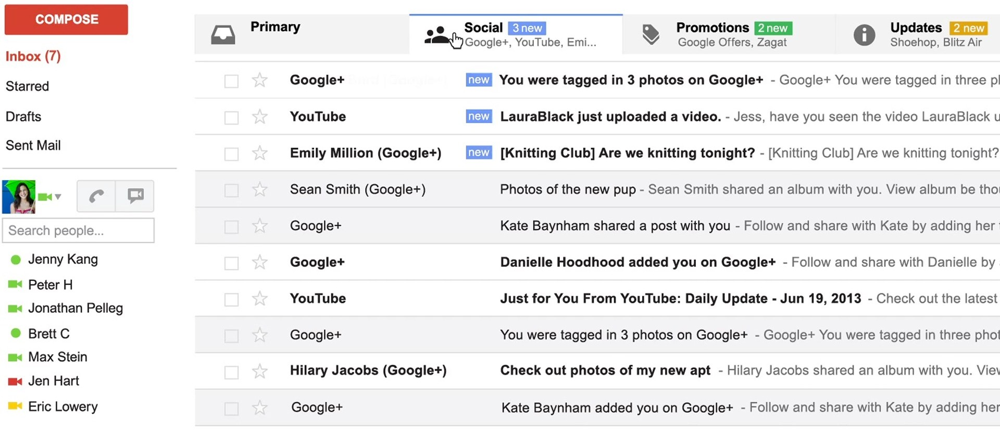 COMPOSE
Inbox (7)
Starred
Drafts
Sent Mail
Search people...
Jenny Kang
Peter H
Jonathan Pelleg
Brett C
Max Stein
Jen Hart
Eric Lowery
Primary
Social 3 new
Google+, YouTube, Emi...
Promotions 2 new
Google Offers, Zagat
Updates 2 new
Shoehop, Blitz Air
Google+ new You were tagged in 3 photos on Google+ - Google+ You were tagged in three pl
YouTube new LauraBlack just uploaded a video. - Jess, have you seen the video LauraBlack u
Emily Million (Google+) new [Knitting Club] Are we knitting tonight? - [Knitting Club] Are we knitting tonight?
Sean Smith (Google+) Photos of the new pup - Sean Smith shared an album with you. View album be thou
Google+ Kate Baynham shared a post with you - Follow and share with Kate by adding her
Google+ Danielle Hoodhood added you on Google+ - Follow and share with Danielle by
YouTube Just for You From YouTube: Daily Update - Jun 19, 2013 - Check out the latest
Google+ You were tagged in 3 photos on Google+ - Google+ You were tagged in three phot
Hilary Jacobs (Google+) Check out photos of my new apt - Hilary Jacobs shared an album with you. View
Google+ Kate Baynham added you on Google+ - Follow and share with Kate by adding her